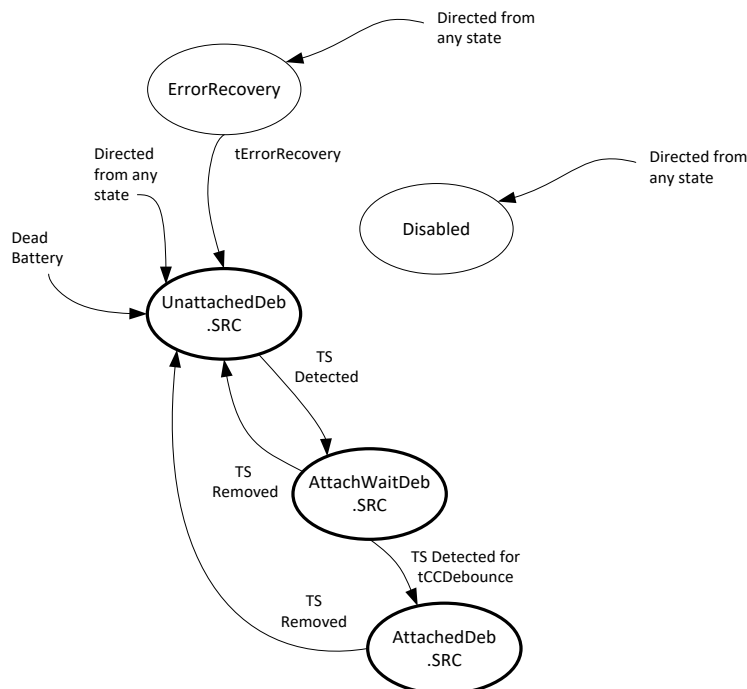 Directed from
any state
ErrorRecovery
tErrorRecovery
Directed
from any
state
Directed from
any state
Disabled
Dead
Battery
UnattachedDeb
.SRC
TS
Detected
TS
Removed
AttachWaitDeb
.SRC
TS Detected for
tCCDebounce
TS
Removed
AttachedDeb
.SRC